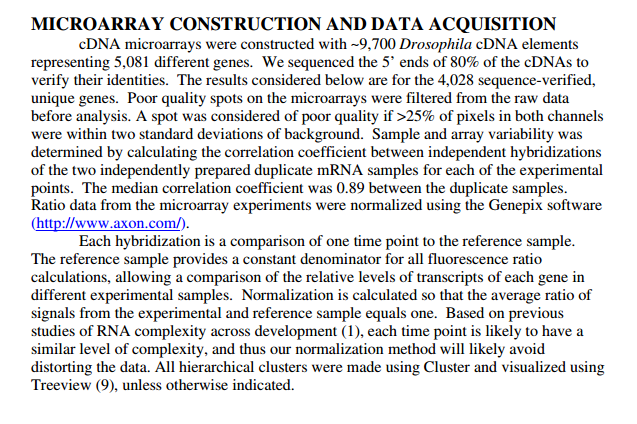 MICROARRAY CONSTRUCTION AND DATA ACQUISITION
cDNA microarrays were constructed with ~9,700 Drosophila cDNA elements
representing 5,081 different genes.  We sequenced the 5’ ends of 80% of the cDNAs to
verify their identities.  The results considered below are for the 4,028 sequence-verified,
unique genes.  Poor quality spots on the microarrays were filtered from the raw data
before analysis. A spot was considered of poor quality if >25% of pixels in both channels
were within two standard deviations of background.  Sample and array variability was
determined by calculating the correlation coefficient between independent hybridizations
of the two independently prepared duplicate mRNA samples for each of the experimental
points.  The median correlation coefficient was 0.89 between the duplicate samples.
Ratio data from the microarray experiments were normalized using the Genepix software
(http://www.axon.com/).
Each hybridization is a comparison of one time point to the reference sample.
The reference sample provides a constant denominator for all fluorescence ratio
calculations, allowing a comparison of the relative levels of transcripts of each gene in
different experimental samples.  Normalization is calculated so that the average ratio of
signals from the experimental and reference sample equals one.  Based on previous
studies of RNA complexity across development (1), each time point is likely to have a
similar level of complexity, and thus our normalization method will likely avoid
distorting the data. All hierarchical clusters were made using Cluster and visualized using
Treeview (9), unless otherwise indicated.